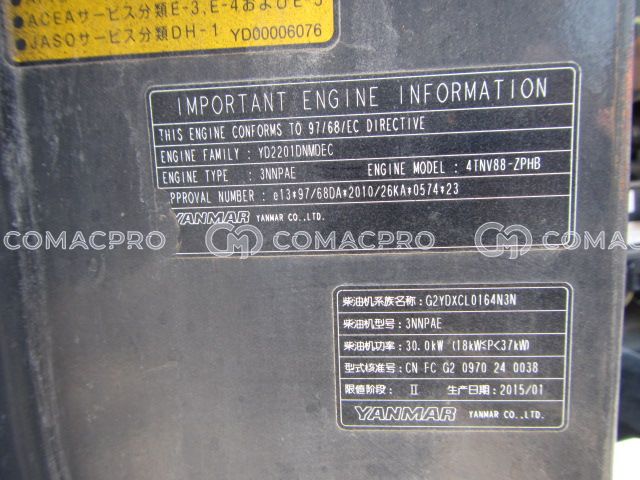 ●ACEAサービス分類E-3,E-4およびE-5
●JASOサービス分類DH-1 YD00006076
IMPORTANT ENGINE INFORMATION
THIS ENGINE CONFORMS TO 97/68/EC DIRECTIVE
ENGINE FAMILY : YD2201DNMDEC
ENGINE TYPE : 3NNPAE ENGINE MODEL : 4TNV88-ZPHB
PPROVAL NUMBER : e13*97/68DA*2010/26KA*0574*23
YANMAR YANMAR CO.,LTD.
COMACPRO COMACPRO COMACPRO
柴油机系族名称: G2YDXCL0164N3N
柴油机型号: 3NNPAE
柴油机功率: 30.0kW (18kW≤P<37kW)
型式核准号: CN FC G2 0970 24 0038
限值阶段: II 生产日期: 2015/01
YANMAR YANMAR CO.,LTD.